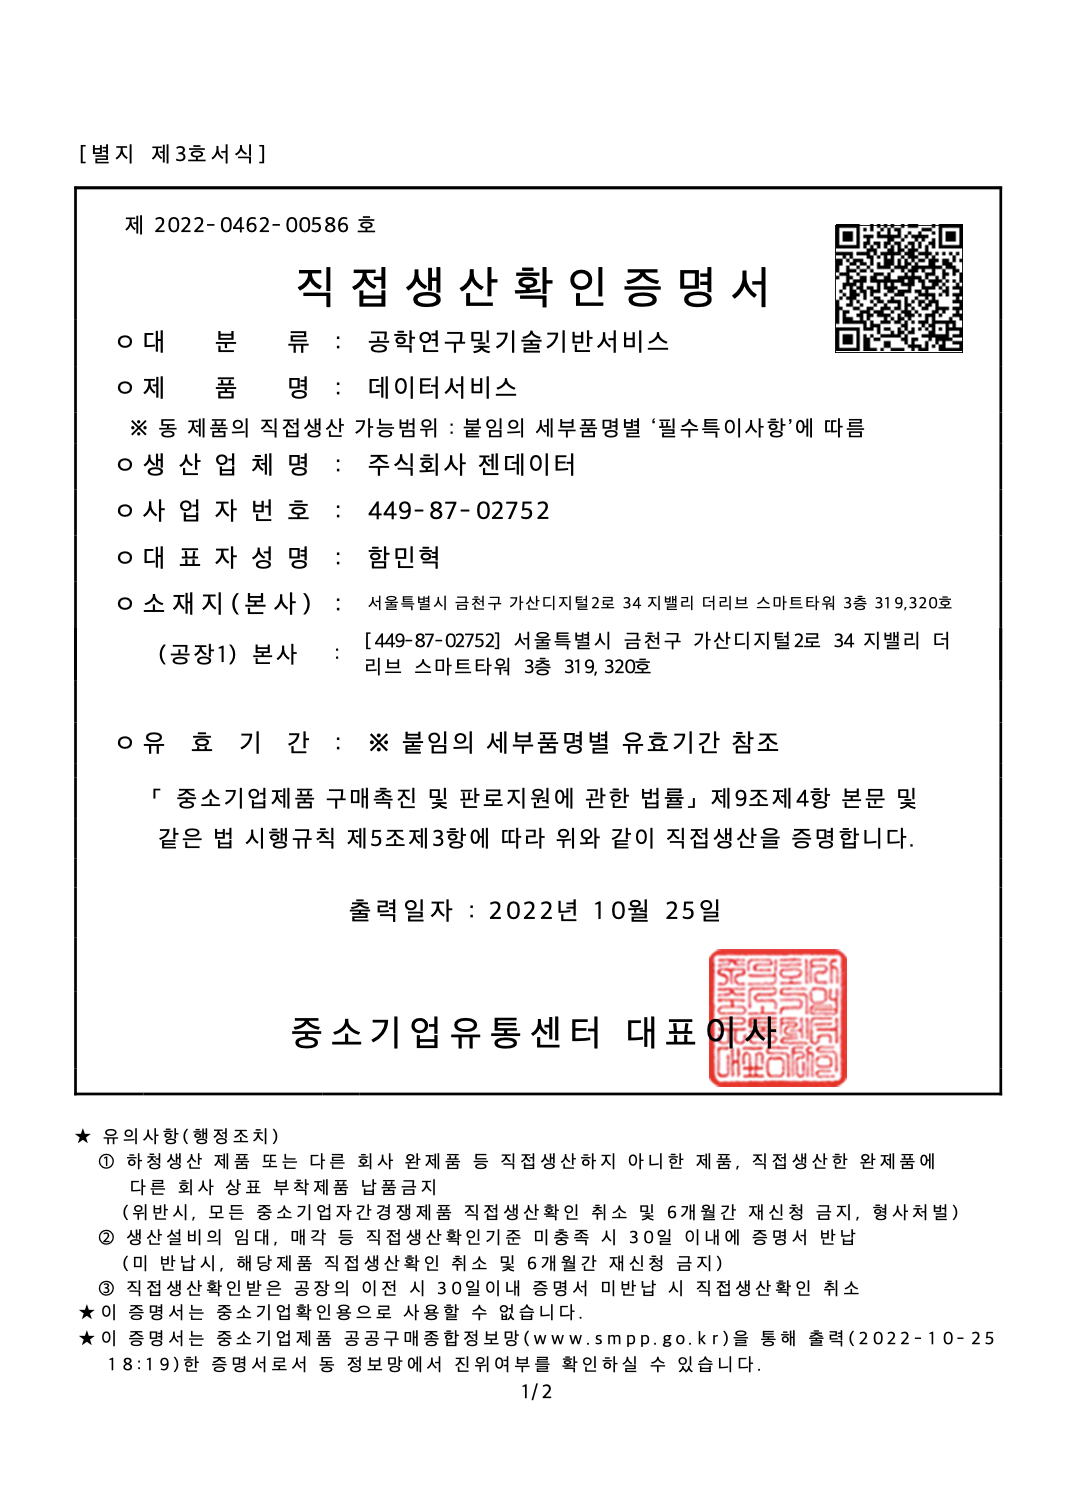 [별지 제3호서식]
제 2022-0462-00586 호
직접생산확인증명서
ㅇ대 분 류 : 공학연구및기술기반서비스
ㅇ제 품 명 : 데이터서비스
※ 동 제품의 직접생산 가능범위 : 붙임의 세부품명별 ‘필수특이사항’에 따름
ㅇ생 산 업 체 명 : 주식회사 젠데이터
ㅇ사 업 자 번 호 : 449-87-02752
ㅇ대 표 자 성 명 : 함민혁
ㅇ소재지(본사) : 서울특별시 금천구 가산디지털2로 34 지밸리 더리브 스마트타워 3층 319,320호
(공장1) 본사 : [449-87-02752] 서울특별시 금천구 가산디지털2로 34 지밸리 더
리브 스마트타워 3층 319, 320호
ㅇ유 효 기 간 : ※ 붙임의 세부품명별 유효기간 참조
「 중소기업제품 구매촉진 및 판로지원에 관한 법률」제9조제4항 본문 및
같은 법 시행규칙 제5조제3항에 따라 위와 같이 직접생산을 증명합니다.
출력일자 : 2022년 10월 25일
중소기업유통센터 대표이사
★ 유의사항(행정조치)
① 하청생산 제품 또는 다른 회사 완제품 등 직접생산하지 아니한 제품, 직접생산한 완제품에
다른 회사 상표 부착제품 납품금지
(위반시, 모든 중소기업자간경쟁제품 직접생산확인 취소 및 6개월간 재신청 금지, 형사처벌)
② 생산설비의 임대, 매각 등 직접생산확인기준 미충족 시 30일 이내에 증명서 반납
(미 반납시, 해당제품 직접생산확인 취소 및 6개월간 재신청 금지)
③ 직접생산확인받은 공장의 이전 시 30일이내 증명서 미반납 시 직접생산확인 취소
★이 증명서는 중소기업확인용으로 사용할 수 없습니다.
★이 증명서는 중소기업제품 공공구매종합정보망(www.smpp.go.kr)을 통해 출력(2022-10-25
18:19)한 증명서로서 동 정보망에서 진위여부를 확인하실 수 있습니다.
1/2